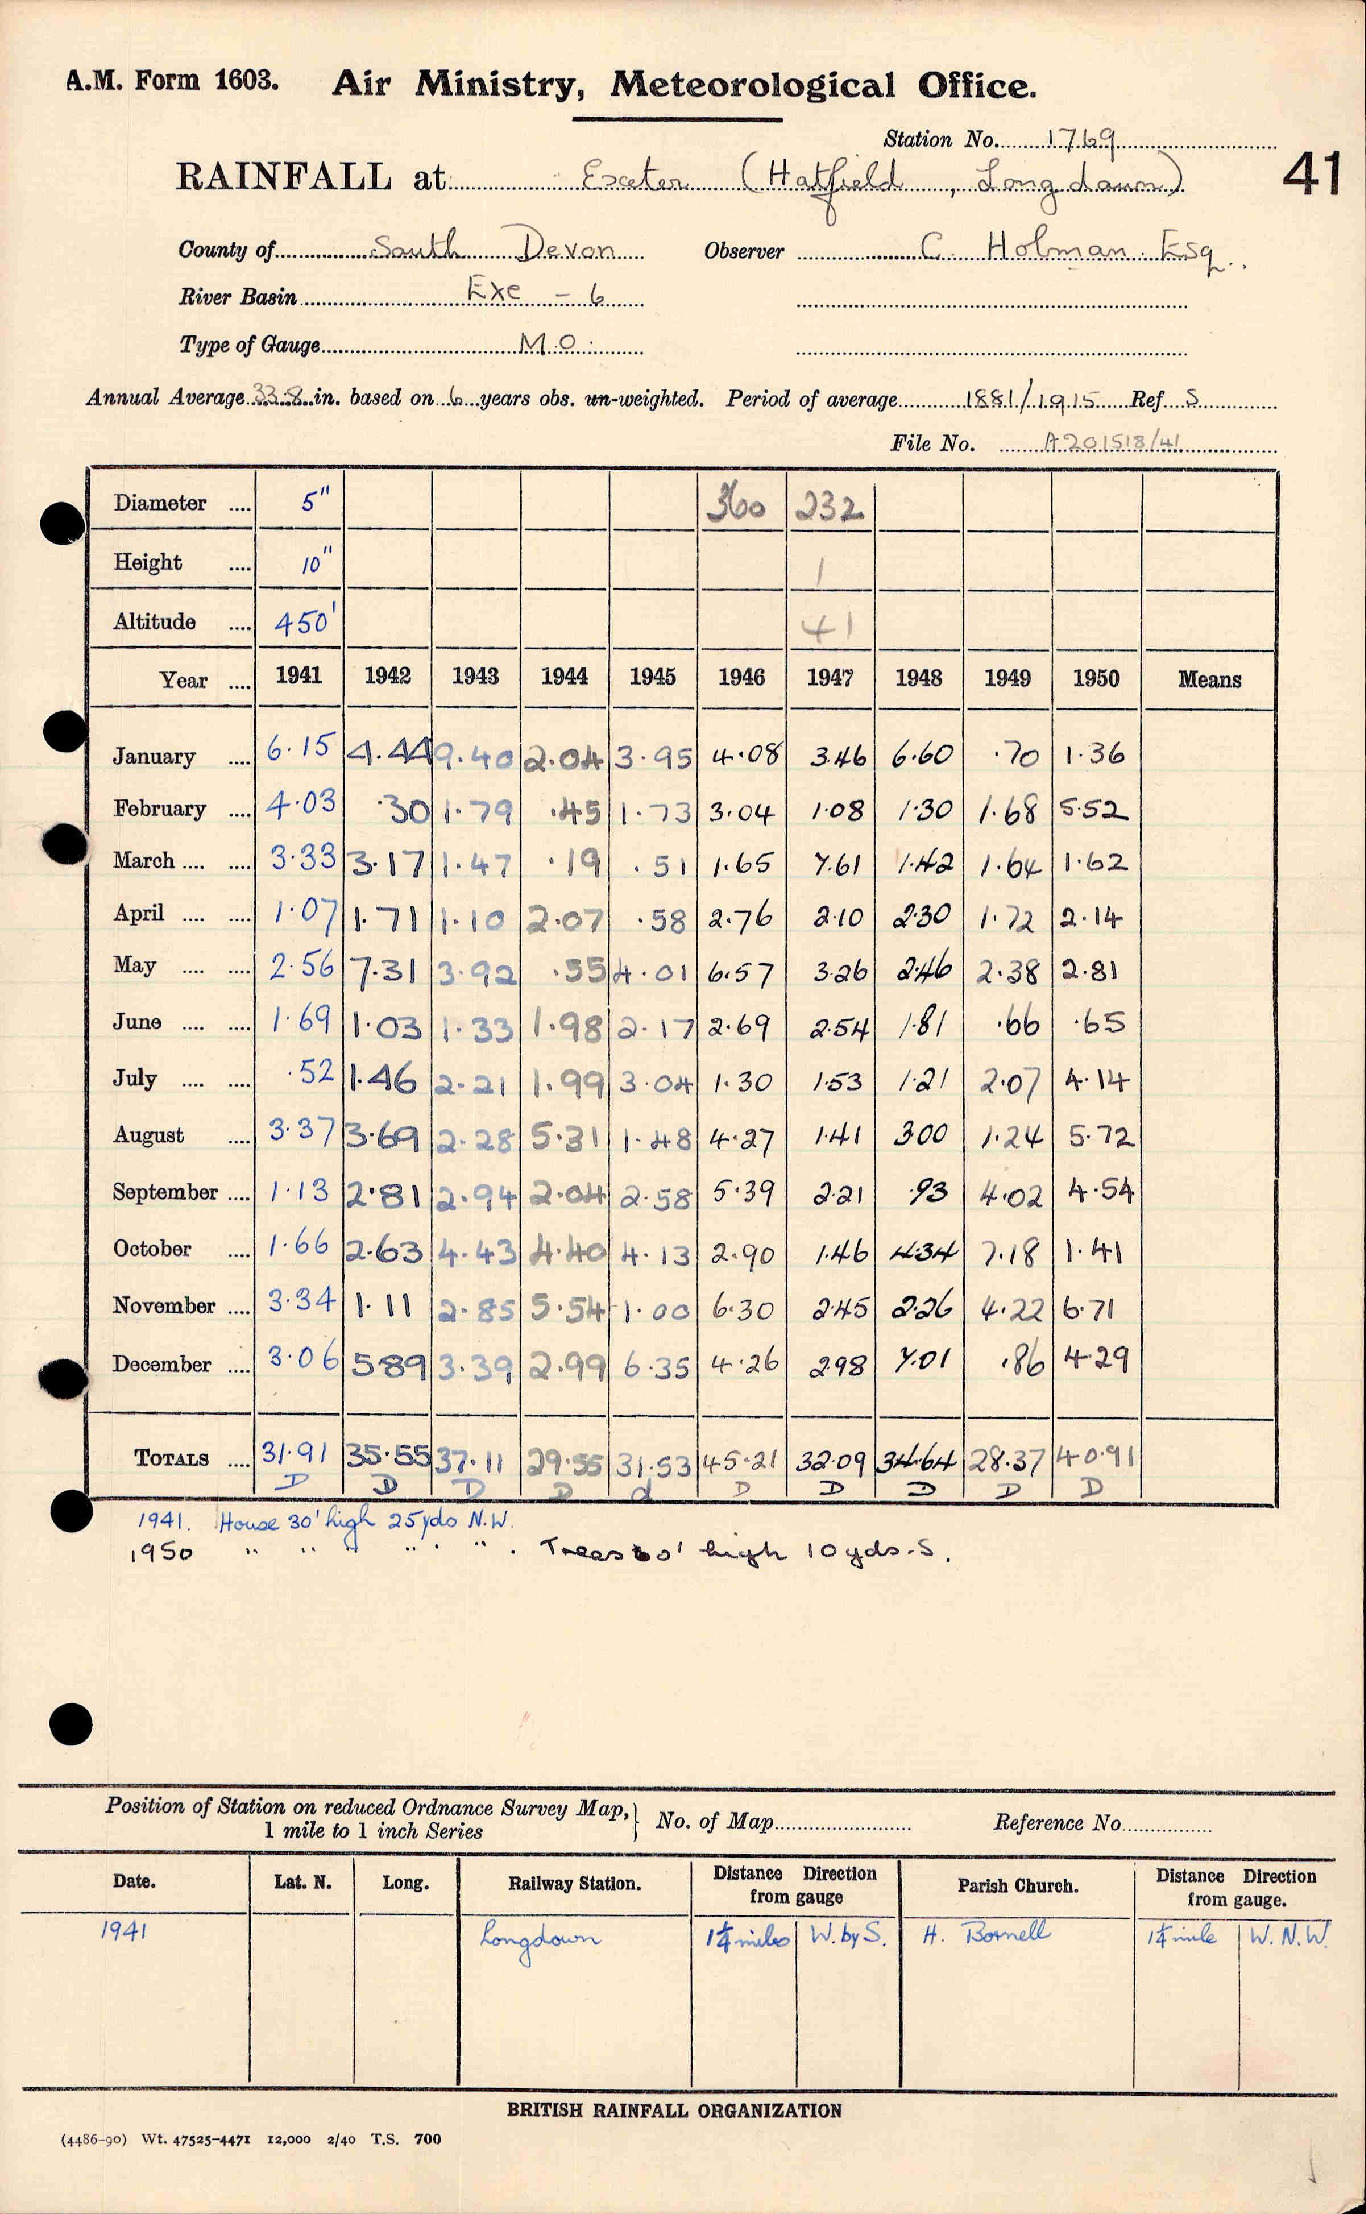 A.M. Form 1603. Air Ministry, Meteorological Office.
Station No. 1769
RAINFALL at Exeter (Hatfield, Longdown) 41
County of South Devon Observer C. Holman Esq.
River Basin Exe - 6
Type of Gauge M.O.
Annual Average 33.8 in. based on 6 years obs. un-weighted. Period of average 1881/1915 Ref. S
File No. A201518/41
Diameter .... 5" 360 232
Height .... 10" 1
Altitude .... 450' 41
Year .... 1941 1942 1943 1944 1945 1946 1947 1948 1949 1950 Means
January .... 6.15 4.44 9.40 2.04 3.95 4.08 3.46 6.60 .70 1.36
February .... 4.03 .30 1.79 .45 1.73 3.04 1.08 1.30 1.68 5.52
March .... .... 3.33 3.17 1.47 .19 .51 1.65 7.61 1.42 1.64 1.62
April .... .... 1.07 1.71 1.10 2.07 .58 2.76 2.10 2.30 1.72 2.14
May .... .... 2.56 7.31 3.92 .55 4.01 6.57 3.26 2.46 2.38 2.81
June .... .... 1.69 1.03 1.33 1.98 2.17 2.69 2.54 1.81 .66 .65
July .... .... .52 1.46 2.21 1.99 3.04 1.30 1.53 1.21 2.07 4.14
August .... 3.37 3.69 2.28 5.31 1.48 4.27 1.41 3.00 1.24 5.72
September .... 1.13 2.81 2.94 2.04 2.58 5.39 2.21 .93 4.02 4.54
October .... 1.66 2.63 4.43 4.40 4.13 2.90 1.46 4.34 7.18 1.41
November .... 3.34 1.11 2.85 5.54 1.00 6.30 2.45 2.26 4.22 6.71
December .... 3.06 5.89 3.39 2.99 6.35 4.26 2.98 7.01 .86 4.29
TOTALS .... 31.91 35.55 37.11 29.55 31.53 45.21 32.09 34.64 28.37 40.91
D D D D d D D D D D
1941. House 30' high 25yds N.W.
1950 " " " " " . Trees high 10yds. S.
Position of Station on reduced Ordnance Survey Map, } No. of Map Reference No.
1 mile to 1 inch Series
Date. Lat. N. Long. Railway Station. Distance Direction from gauge Parish Church. Distance Direction from gauge.
1941 Longdown 1¼ miles W. by S. H. 1¼ mile W. N. W.
BRITISH RAINFALL ORGANIZATION
(4486-90) Wt. 47525-4471 12,000 2/40 T.S. 700